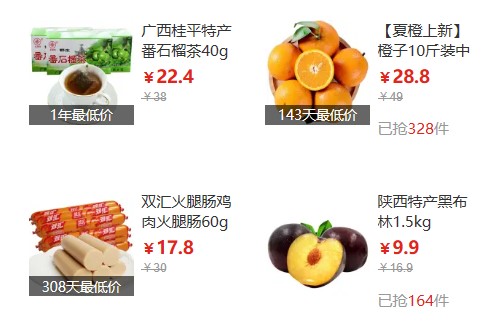 广西桂平特产
番石榴茶40g
¥22.4
¥38
1年最低价
【夏橙上新】
橙子10斤装中
¥28.8
¥49
143天最低价
已抢328件
双汇火腿肠鸡
肉火腿肠60g
¥17.8
¥30
308天最低价
陕西特产黑布
林1.5kg
¥9.9
¥16.9
已抢164件